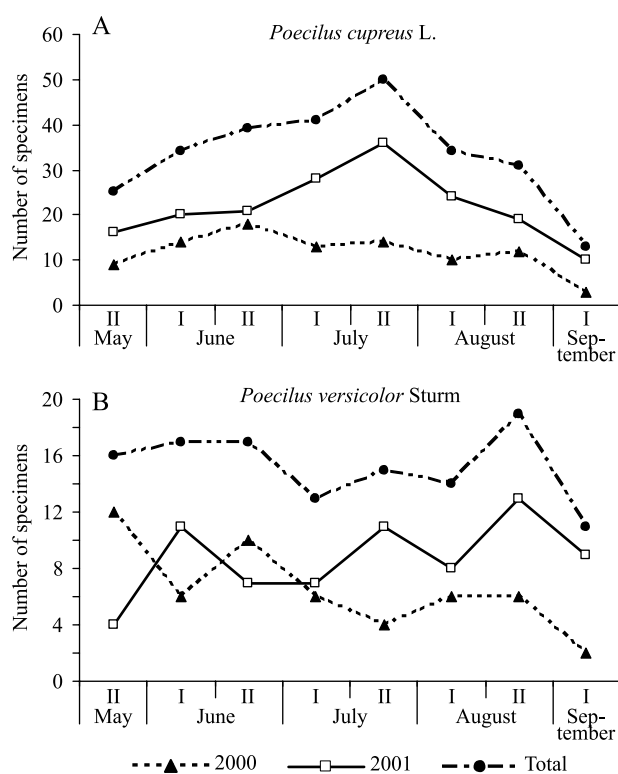 A
Poecilus cupreus L.
Number of specimens
60
50
40
30
20
10
0
II I II I II I II I
May June July August Sep-
tember
B
Poecilus versicolor Sturm
Number of specimens
20
16
12
8
4
0
II I II I II I II I
May June July August Sep-
tember
2000 2001 Total